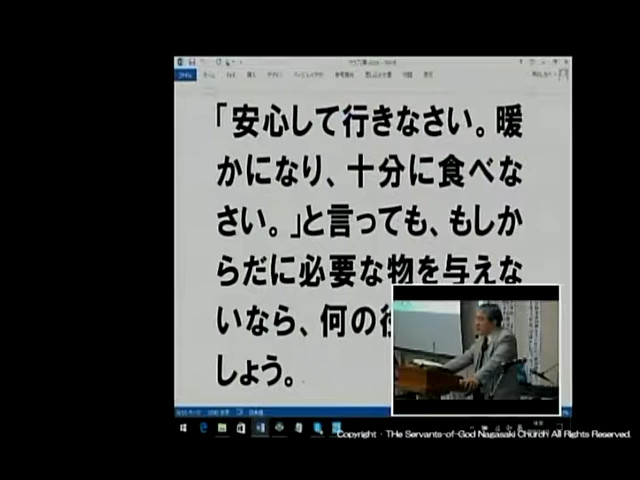 「安心して行きなさい。暖
かになり、十分に食べな
さい。」と言っても、もしか
らだに必要な物を与えな
いなら、何の
しょう。
Copyright・THe Servants-of-God Nagasaki Church All Rights Reserved.